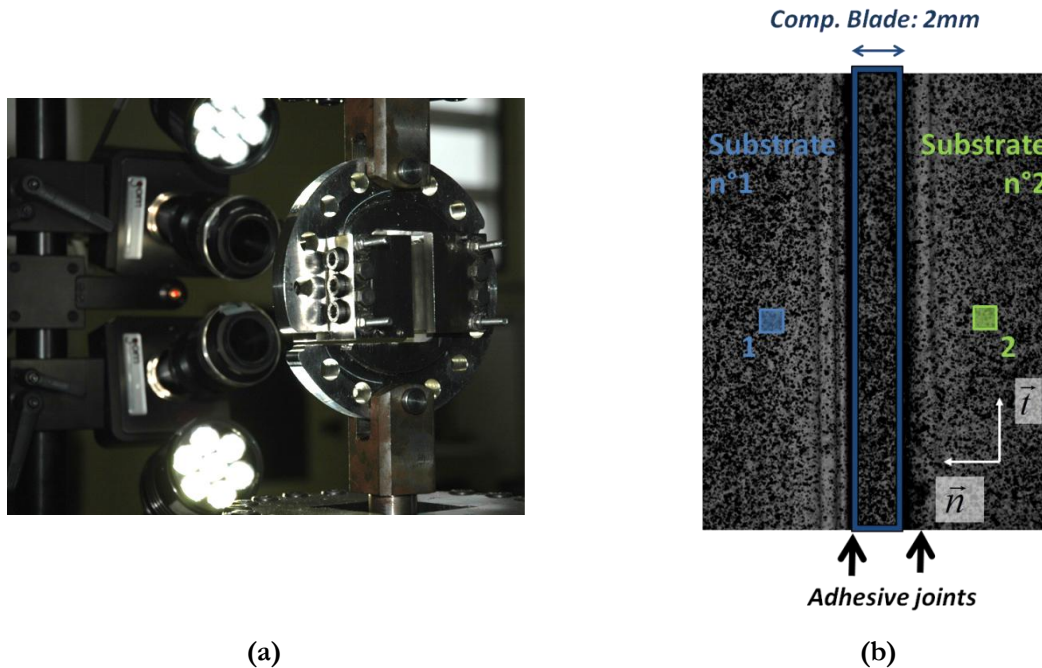 Comp. Blade: 2mm
Substrate
n°1
Substrate
n°2
1
2
t
n
Adhesive joints
(a)
(b)